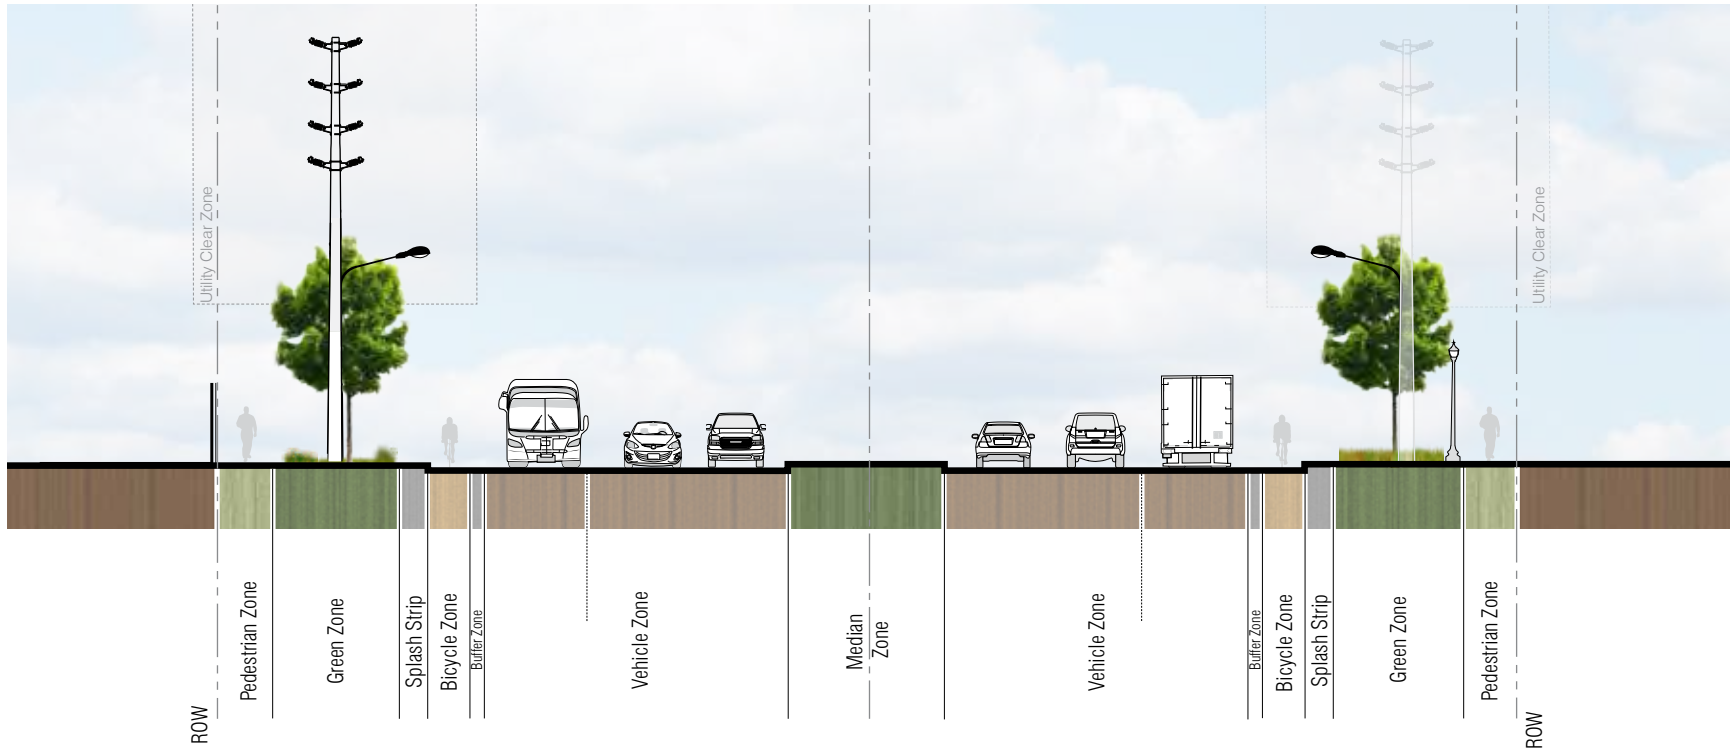 Utility Clear Zone
Utility Clear Zone
ROW
Pedestrian Zone
Green Zone
Splash Strip
Bicycle Zone
Buffer Zone
Vehicle Zone
Median
Zone
Vehicle Zone
Buffer Zone
Bicycle Zone
Splash Strip
Green Zone
Pedestrian Zone
ROW